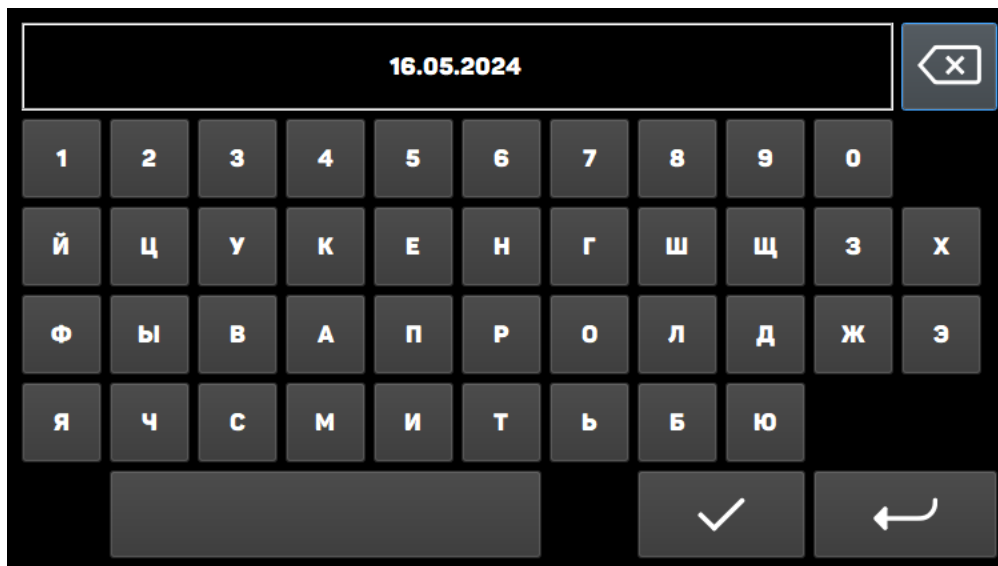 16.05.2024
1 2 3 4 5 6 7 8 9 0
Й Ц У К Е Н Г Ш Щ З Х
Ф Ы В А П Р О Л Д Ж Э
Я Ч С М И Т Ь Б Ю